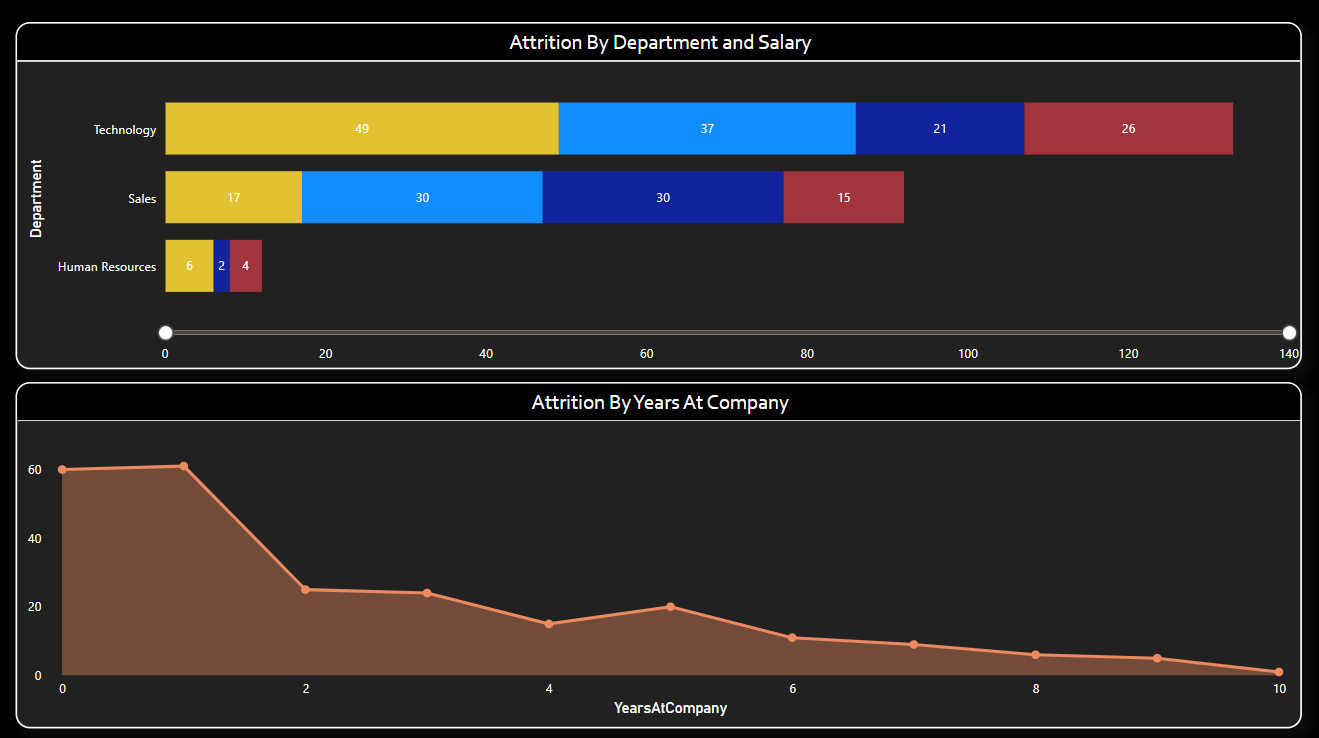 Attrition By Department and Salary
Department
Technology 49 37 21 26
Sales 17 30 30 15
Human Resources 6 2 4
0 20 40 60 80 100 120 140
Attrition By Years At Company
60
40
20
0
0 2 4 6 8 10
YearsAtCompany